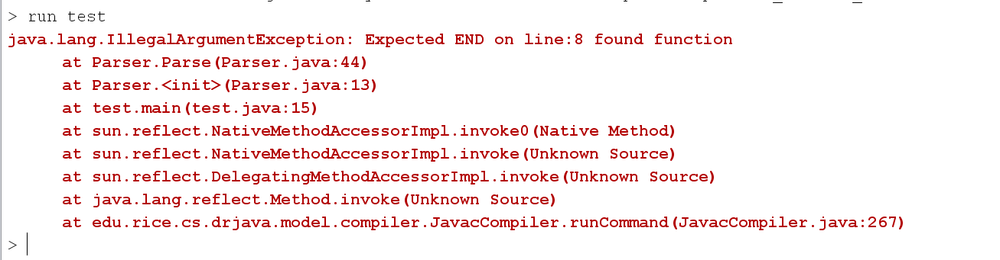 > run test
java.lang.IllegalArgumentException: Expected END on line:8 found function
at Parser.Parse(Parser.java:44)
at Parser.<init>(Parser.java:13)
at test.main(test.java:15)
at sun.reflect.NativeMethodAccessorImpl.invoke0(Native Method)
at sun.reflect.NativeMethodAccessorImpl.invoke(Unknown Source)
at sun.reflect.DelegatingMethodAccessorImpl.invoke(Unknown Source)
at java.lang.reflect.Method.invoke(Unknown Source)
at edu.rice.cs.drjava.model.compiler.JavacCompiler.runCommand(JavacCompiler.java:267)
>